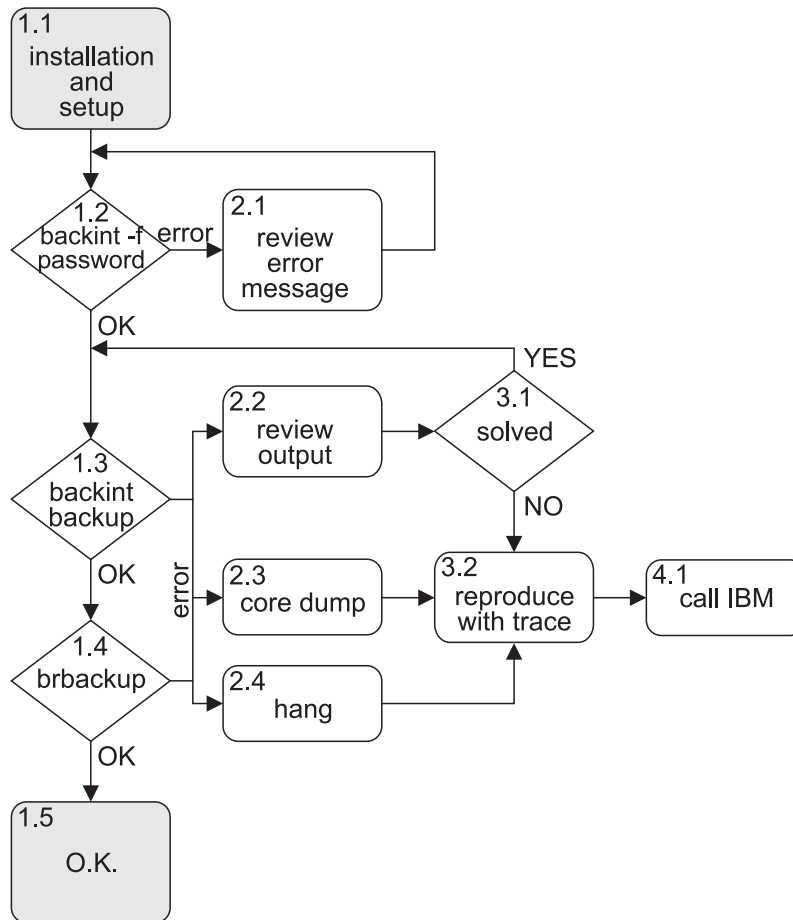 1.1
installation
and
setup
1.2
backint -f
password
error
2.1
review
error
message
OK
YES
2.2
review
output
3.1
solved
1.3
backint
backup
NO
OK
error
2.3
core dump
3.2
reproduce
with trace
4.1
call IBM
1.4
brbackup
2.4
hang
OK
1.5
O.K.